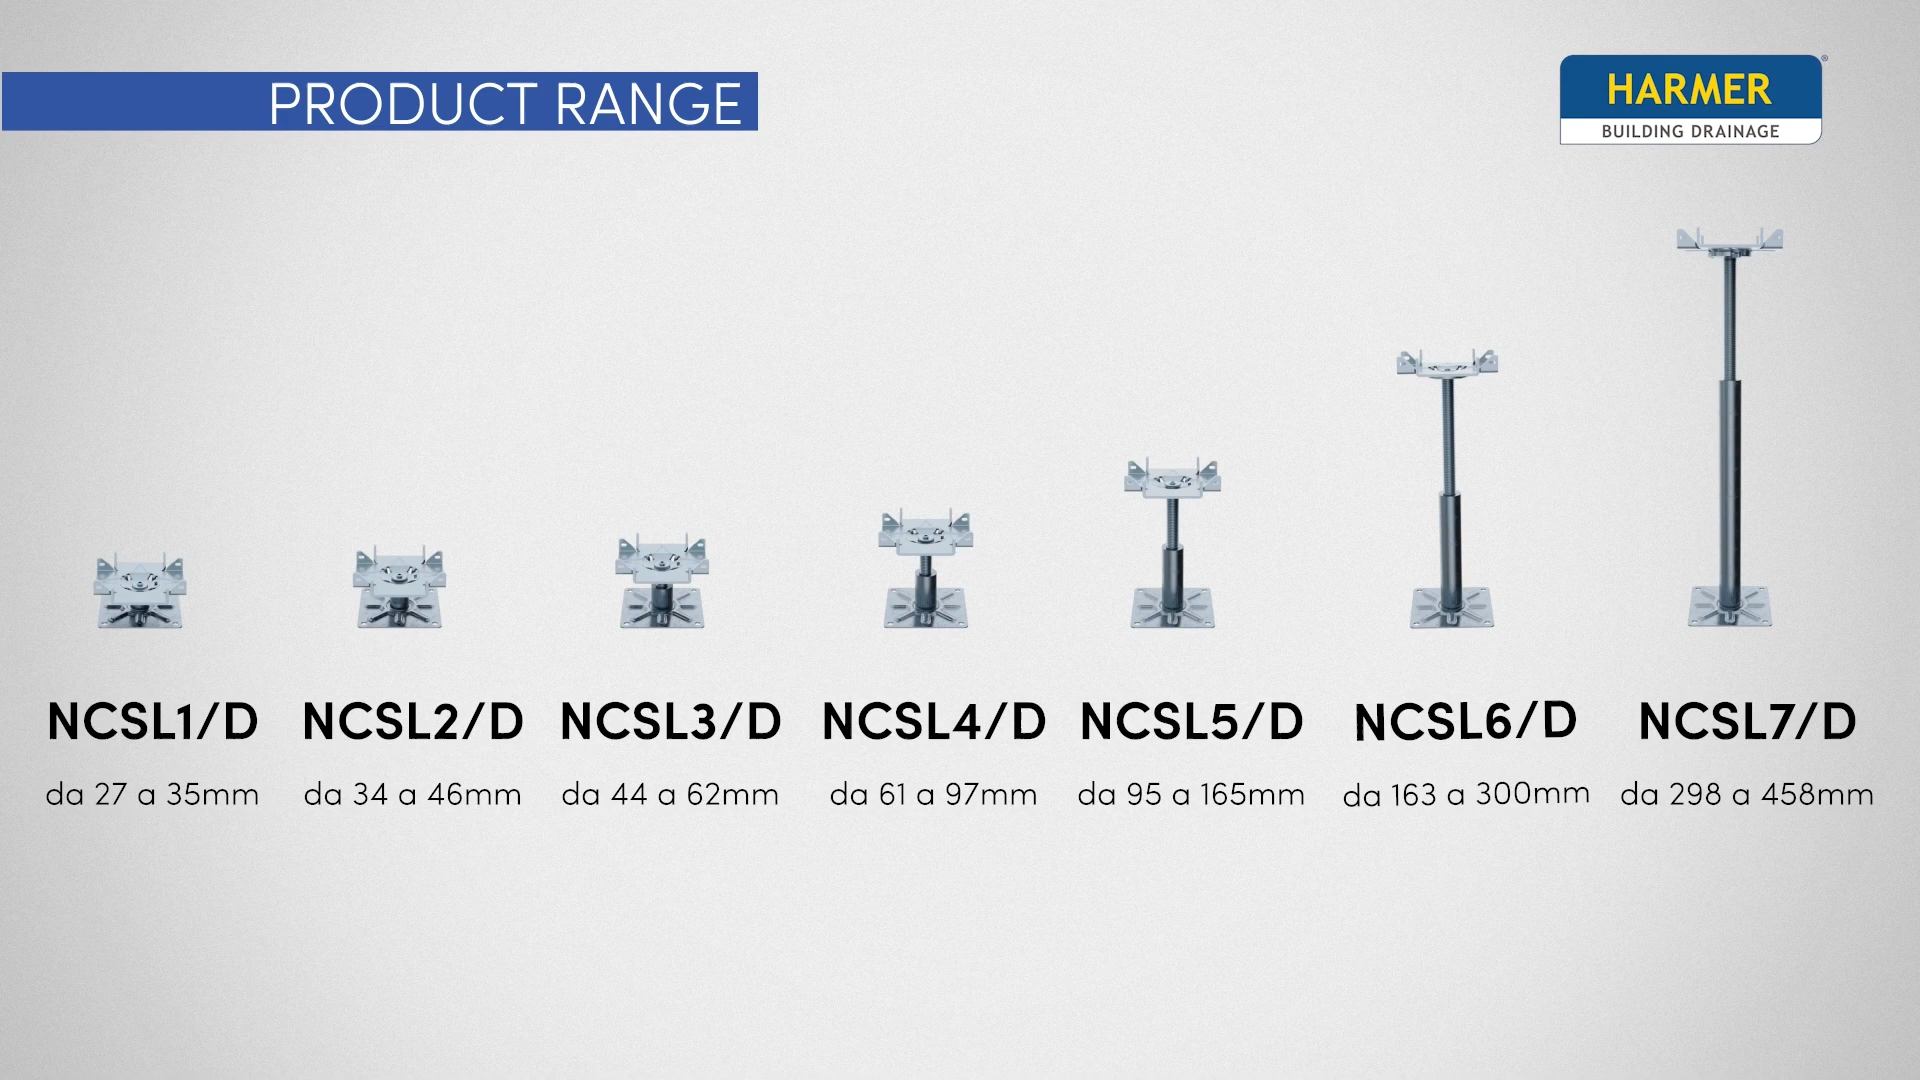 PRODUCT RANGE
HARMER®
BUILDING DRAINAGE
NCSL1/D
da 27 a 35mm
NCSL2/D
da 34 a 46mm
NCSL3/D
da 44 a 62mm
NCSL4/D
da 61 a 97mm
NCSL5/D
da 95 a 165mm
NCSL6/D
da 163 a 300mm
NCSL7/D
da 298 a 458mm